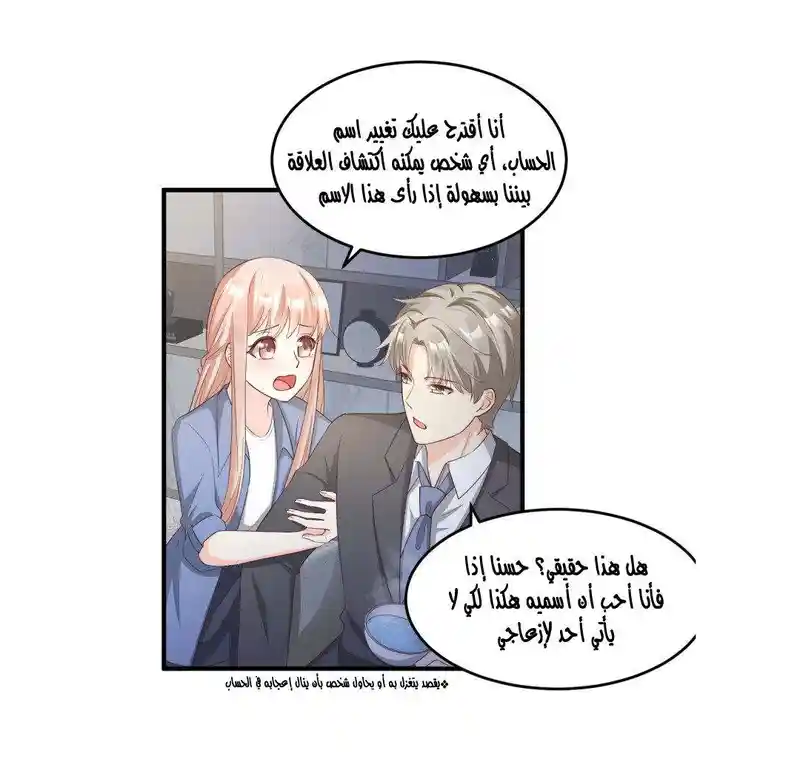 أنا أقترح عليك تغيير اسم
الحساب، أي شخص يمكنه اكتشاف العلاقة
بيننا بسهولة إذا رأى هذا الاسم
هل هذا حقيقي؟ حسنا إذا
فأنا أحب أن أسميه هكذا لكي لا
يأتي أحد لإزعاجي
*يقصد يتغزل به أو يحاول شخص بأن ينال إعجابه في الحساب